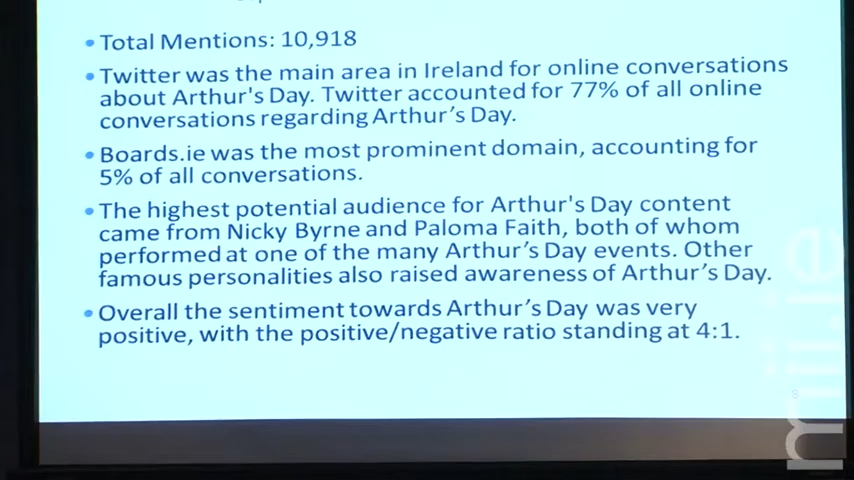 • Total Mentions: 10,918
• Twitter was the main area in Ireland for online conversations
about Arthur's Day. Twitter accounted for 77% of all online
conversations regarding Arthur’s Day.
• Boards.ie was the most prominent domain, accounting for
5% of all conversations.
• The highest potential audience for Arthur's Day content
came from Nicky Byrne and Paloma Faith, both of whom
performed at one of the many Arthur’s Day events. Other
famous personalities also raised awareness of Arthur’s Day.
• Overall the sentiment towards Arthur’s Day was very
positive, with the positive/negative ratio standing at 4:1.
mill.ie